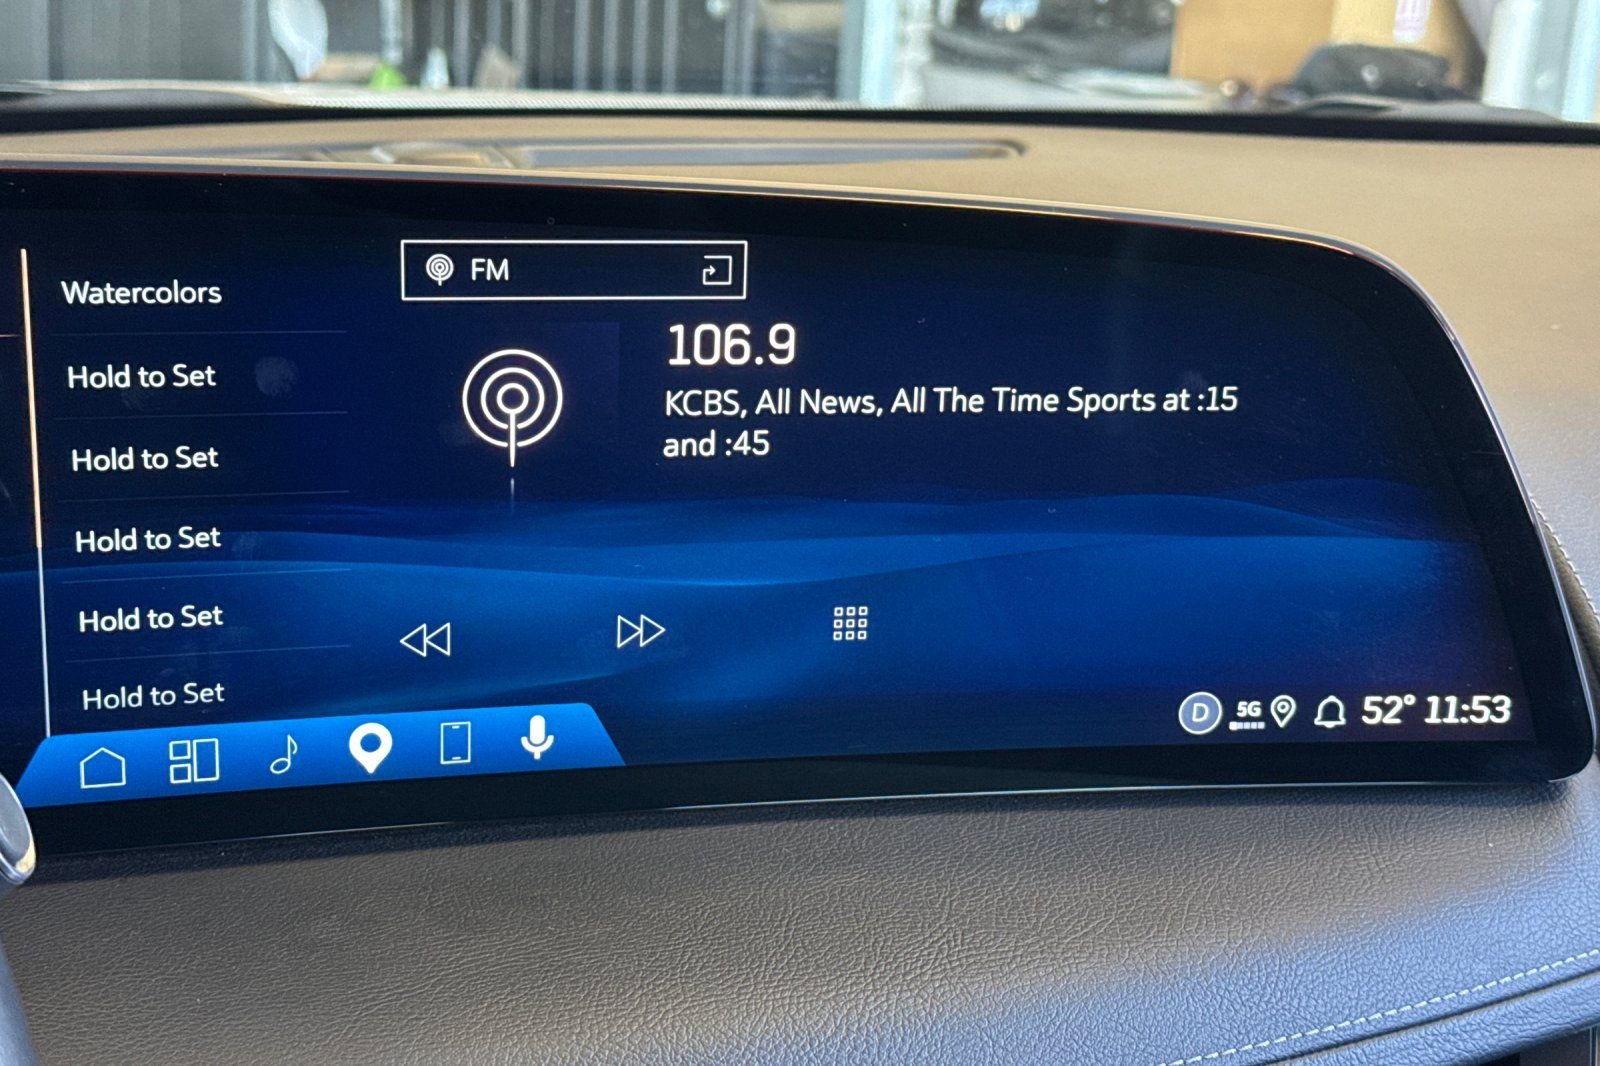 Watercolors
Hold to Set
Hold to Set
Hold to Set
Hold to Set
Hold to Set
FM
106.9
KCBS, All News, All The Time Sports at :15
and :45
D
5G
52° 11:53